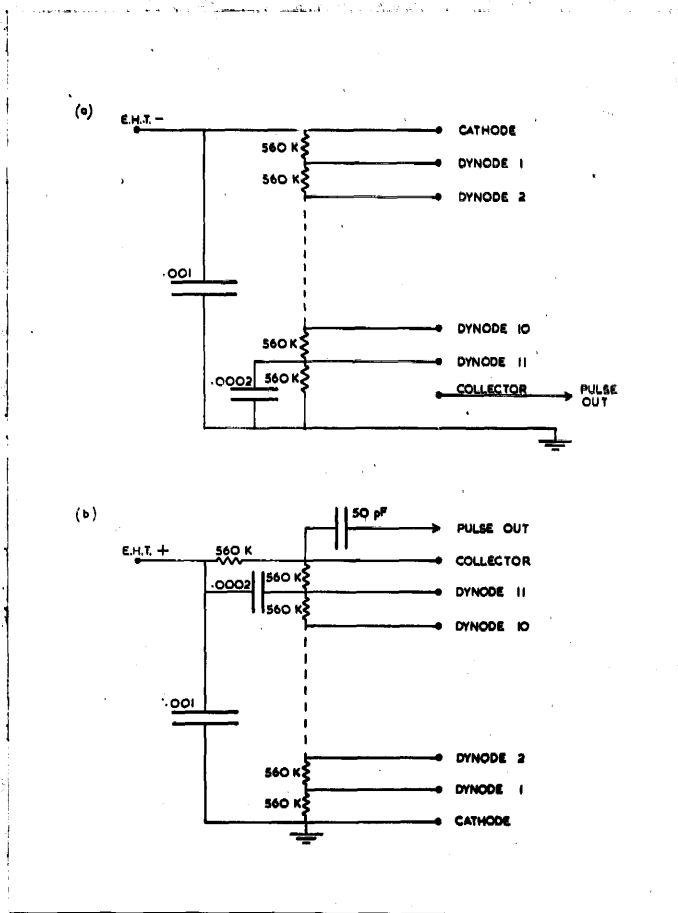 (a)
E.H.T. -
CATHODE
560 K
DYNODE 1
560 K
DYNODE 2
.001
DYNODE 10
560 K
DYNODE 11
.0002
560 K
COLLECTOR
PULSE OUT
(b)
50 pF
PULSE OUT
E.H.T. +
560 K
COLLECTOR
.0002
560 K
DYNODE 11
560 K
DYNODE 10
.001
DYNODE 2
560 K
DYNODE 1
560 K
CATHODE